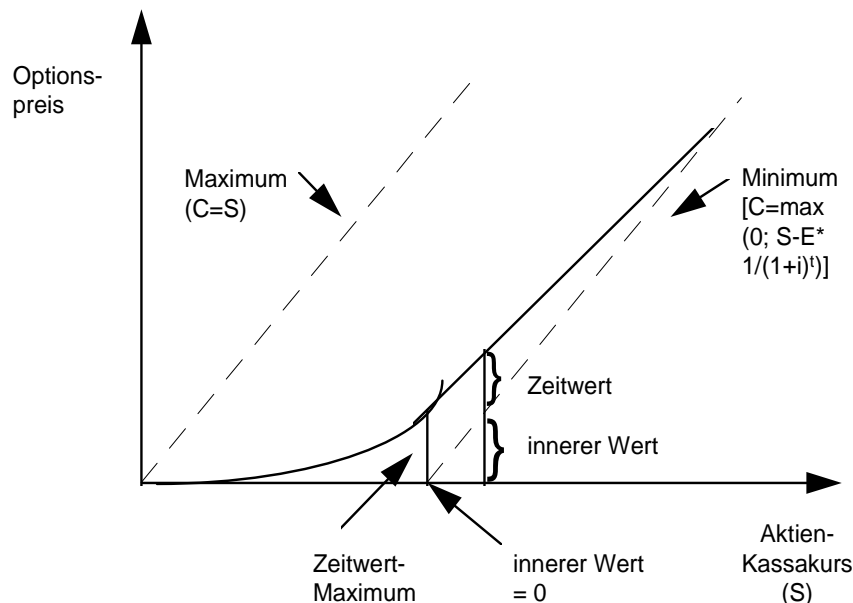 Options-
preis
Maximum
(C=S)
Minimum
[C=max
(0; S-E*
1/(1+i)ᵗ)]
Zeitwert
innerer Wert
Zeitwert-
Maximum
innerer Wert
= 0
Aktien-
Kassakurs
(S)